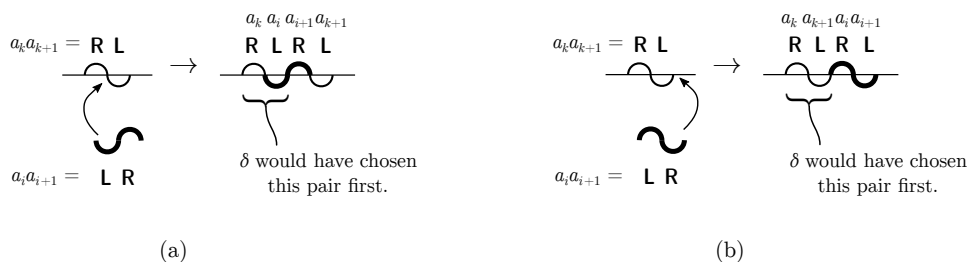 a_k a_i a_{i+1} a_{k+1}
a_k a_{k+1} = R L
→
R L R L
a_i a_{i+1} = L R
δ would have chosen
this pair first.
(a)
a_k a_{k+1} a_i a_{i+1}
a_k a_{k+1} = R L
→
R L R L
a_i a_{i+1} = L R
δ would have chosen
this pair first.
(b)